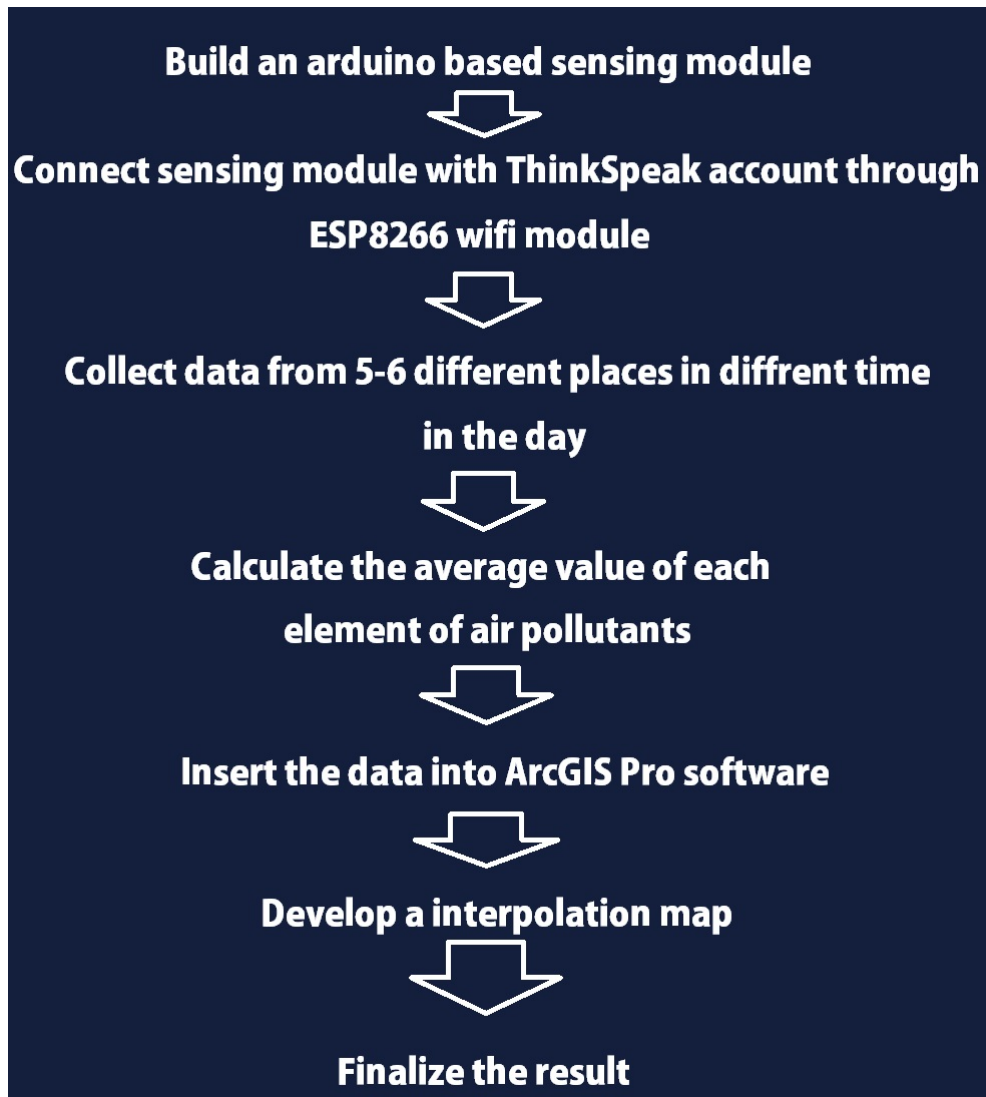 Build an arduino based sensing module
Connect sensing module with ThinkSpeak account through
ESP8266 wifi module
Collect data from 5-6 different places in diffrent time
in the day
Calculate the average value of each
element of air pollutants
Insert the data into ArcGIS Pro software
Develop a interpolation map
Finalize the result